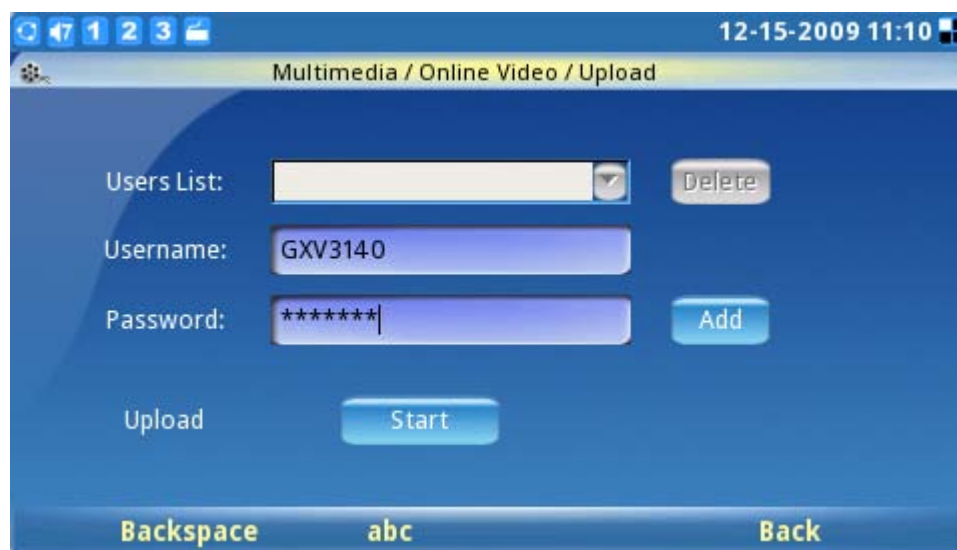 1 2 3 12-15-2009 11:10
Multimedia / Online Video / Upload
Users List: Delete
Username: GXV3140
Password: ******* Add
Upload Start
Backspace abc Back